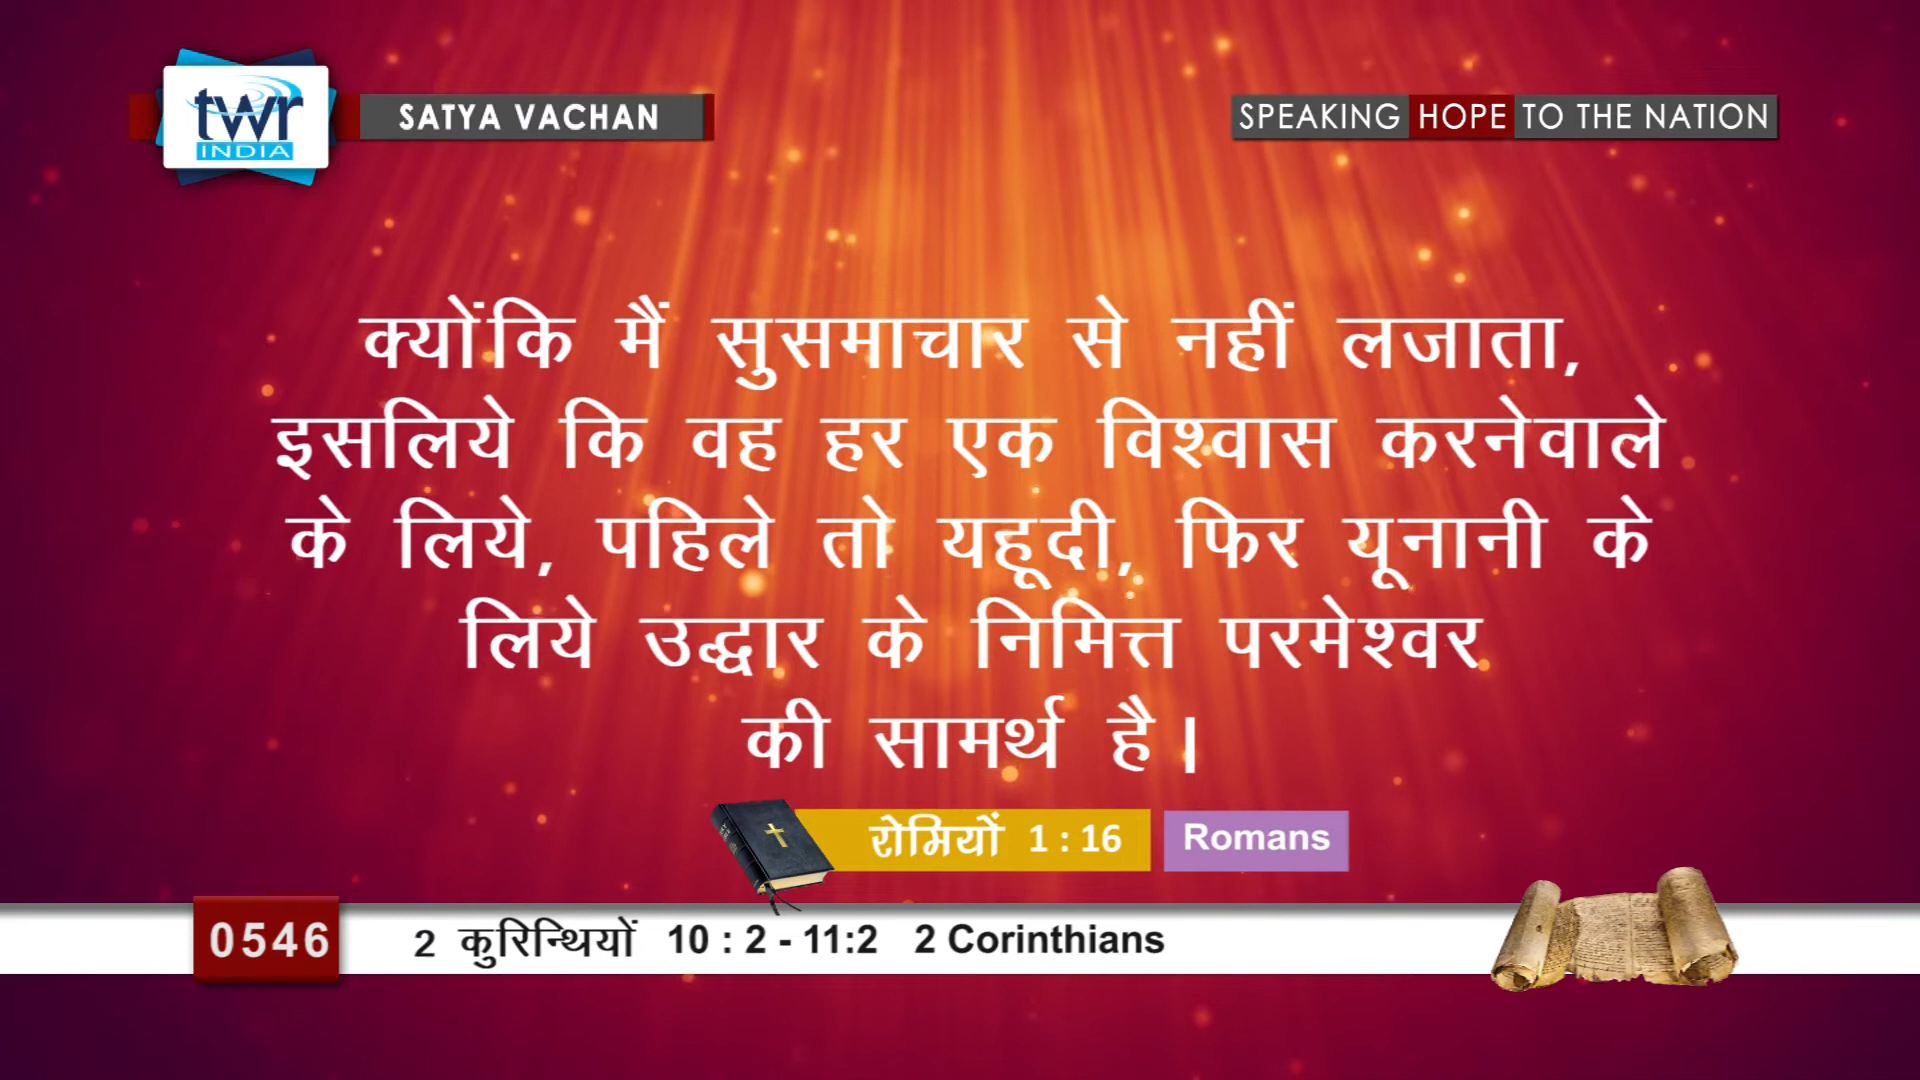 twr
INDIA
SATYA VACHAN
SPEAKING HOPE TO THE NATION
क्योंकि मैं सुसमाचार से नहीं लजाता,
इसलिये कि वह हर एक विश्वास करनेवाले
के लिये, पहिले तो यहूदी, फिर यूनानी के
लिये उद्धार के निमित्त परमेश्वर
की सामर्थ है।
रोमियों 1 : 16 Romans
0546 2 कुरिन्थियों 10 : 2 - 11:2 2 Corinthians